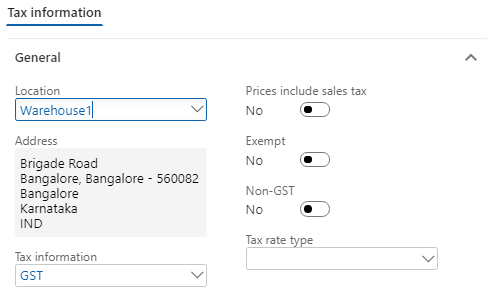 Tax information
General
Location
Warehouse1
Address
Brigade Road
Bangalore, Bangalore - 560082
Bangalore
Karnataka
IND
Tax information
GST
Prices include sales tax
No
Exempt
No
Non-GST
No
Tax rate type